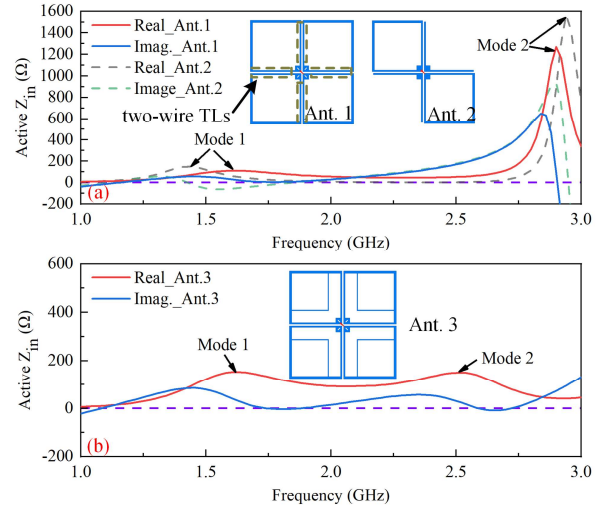 1600
1400
1200
1000
800
600
400
200
0
-200
Active Z_in (Ω)
Real_Ant.1
Imag._Ant.1
Real_Ant.2
Image_Ant.2
two-wire TLs
Ant. 1
Ant. 2
Mode 2
Mode 1
(a)
1.0 1.5 2.0 2.5 3.0
Frequency (GHz)
600
400
200
0
-200
Active Z_in (Ω)
Real_Ant.3
Imag._Ant.3
Ant. 3
Mode 1
Mode 2
(b)
1.0 1.5 2.0 2.5 3.0
Frequency (GHz)